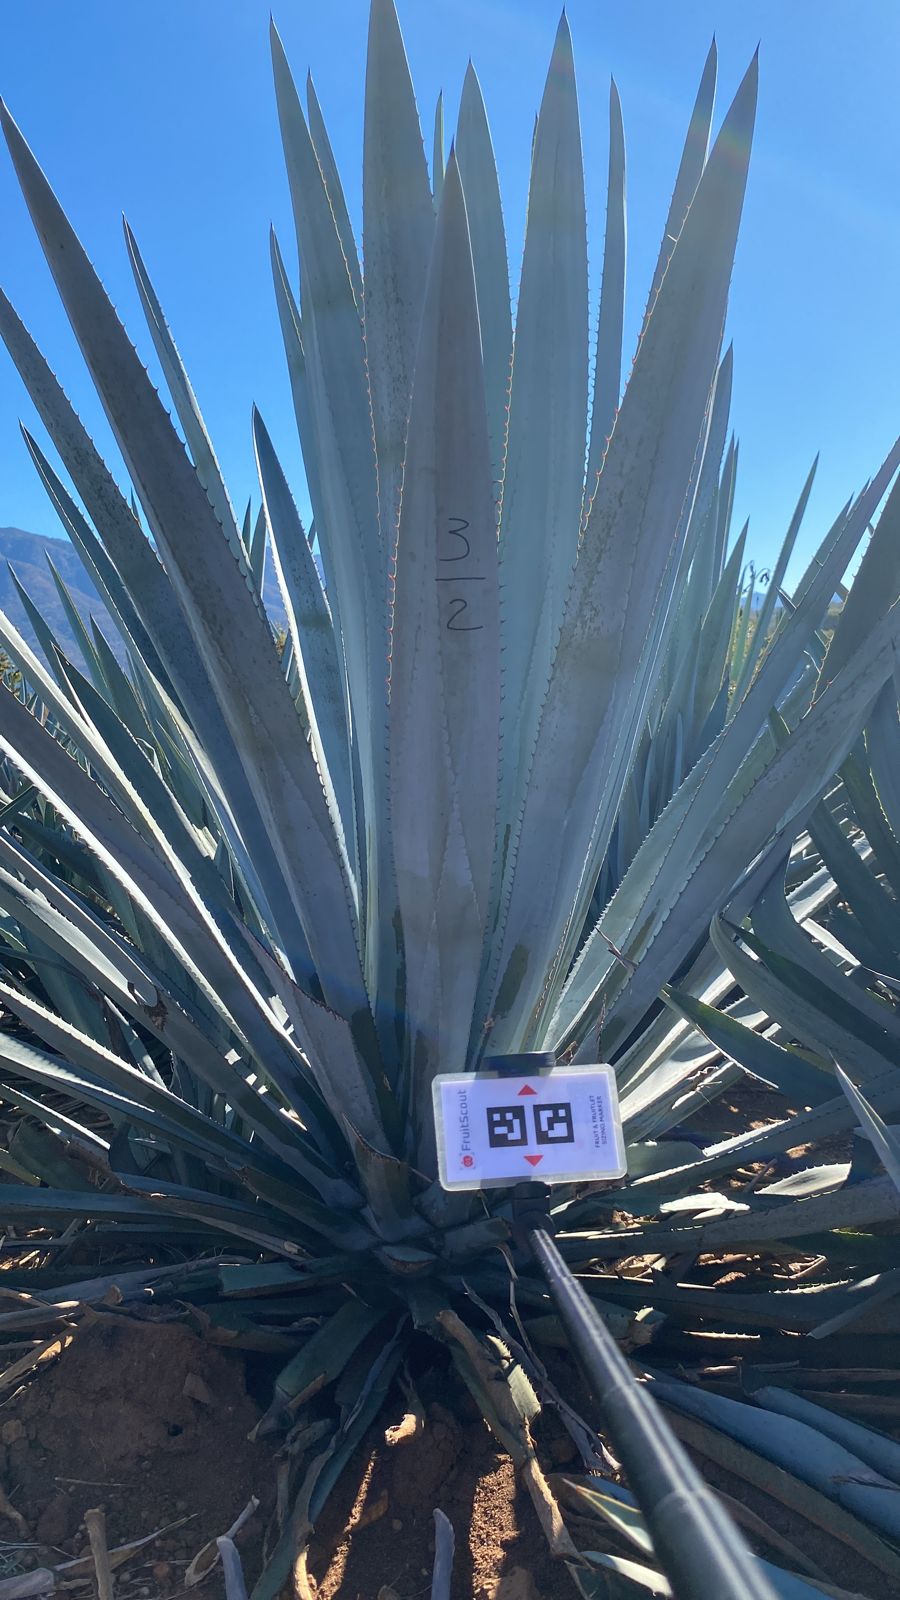 3
2
FruitScout
FRUIT & FRUITLET
SIZING MARKER